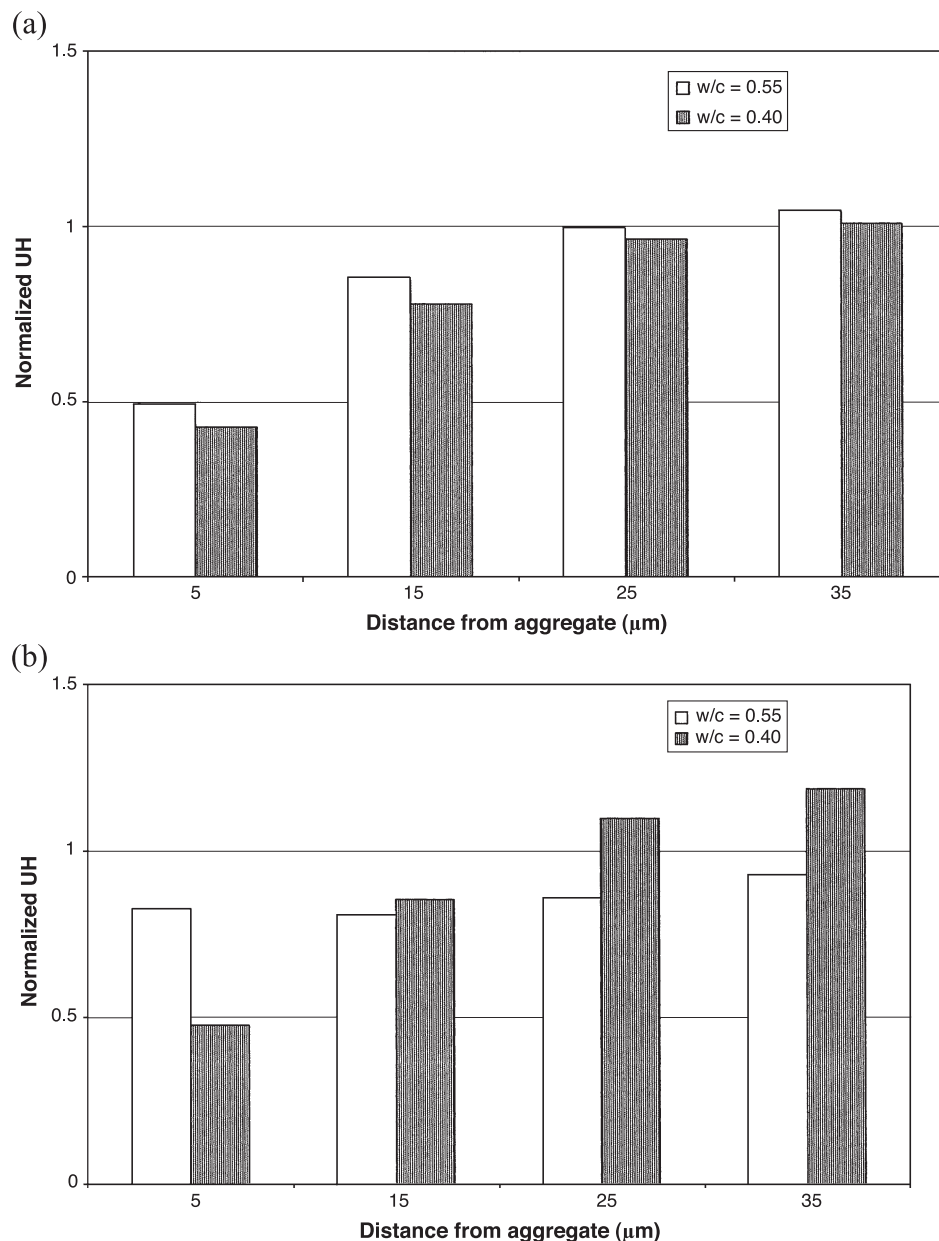 (a)
1.5
w/c = 0.55
w/c = 0.40
1
Normalized UH
0.5
0
5 15 25 35
Distance from aggregate (µm)
(b)
1.5
w/c = 0.55
w/c = 0.40
1
Normalized UH
0.5
0
5 15 25 35
Distance from aggregate (µm)